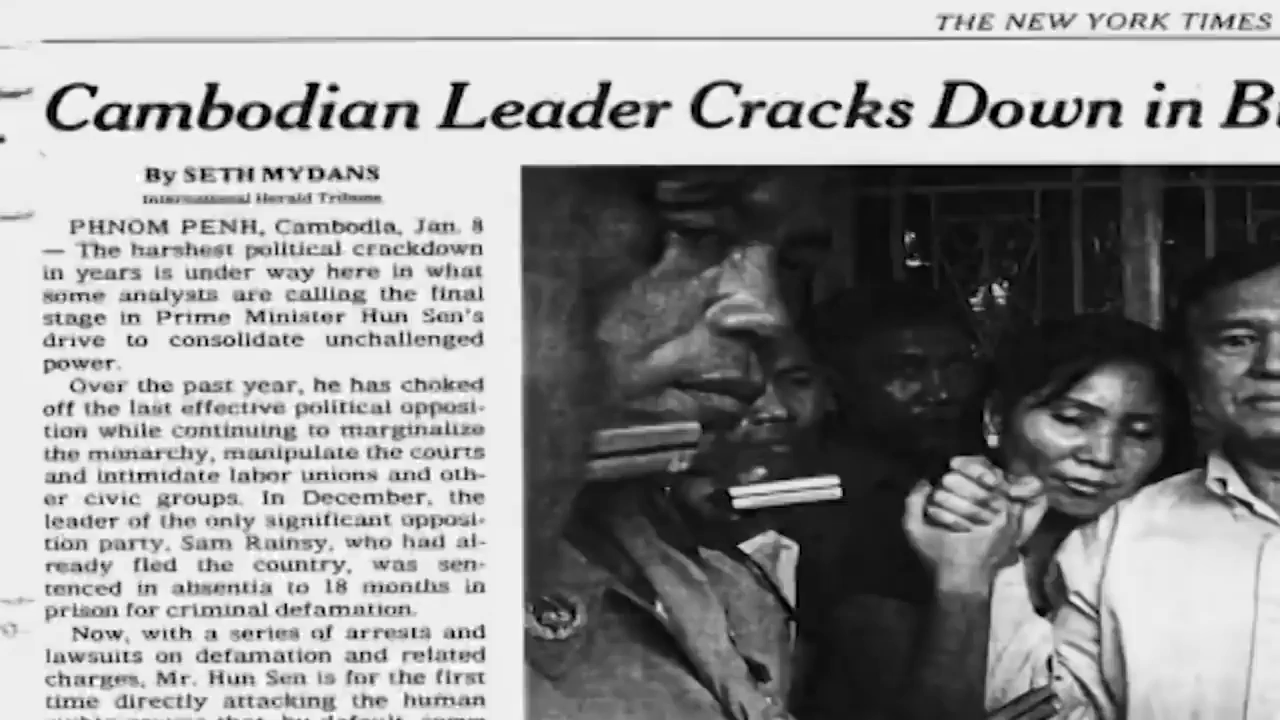 THE NEW YORK TIMES
Cambodian Leader Cracks Down in
By SETH MYDANS
International Herald Tribune
PHNOM PENH, Cambodia, Jan. 8
— The harshest political crackdown
in years is under way here in what
some analysts are calling the final
stage in Prime Minister Hun Sen's
drive to consolidate unchallenged
power.
Over the past year, he has choked
off the last effective political opposi-
tion while continuing to marginalize
the monarchy, manipulate the courts
and intimidate labor unions and oth-
er civic groups. In December, the
leader of the only significant opposi-
tion party, Sam Rainsy, who had al-
ready fled the country, was sen-
tenced in absentia to 18 months in
prison for criminal defamation.
Now, with a series of arrests and
lawsuits on defamation and related
charges, Mr. Hun Sen is for the first
time directly attacking the human